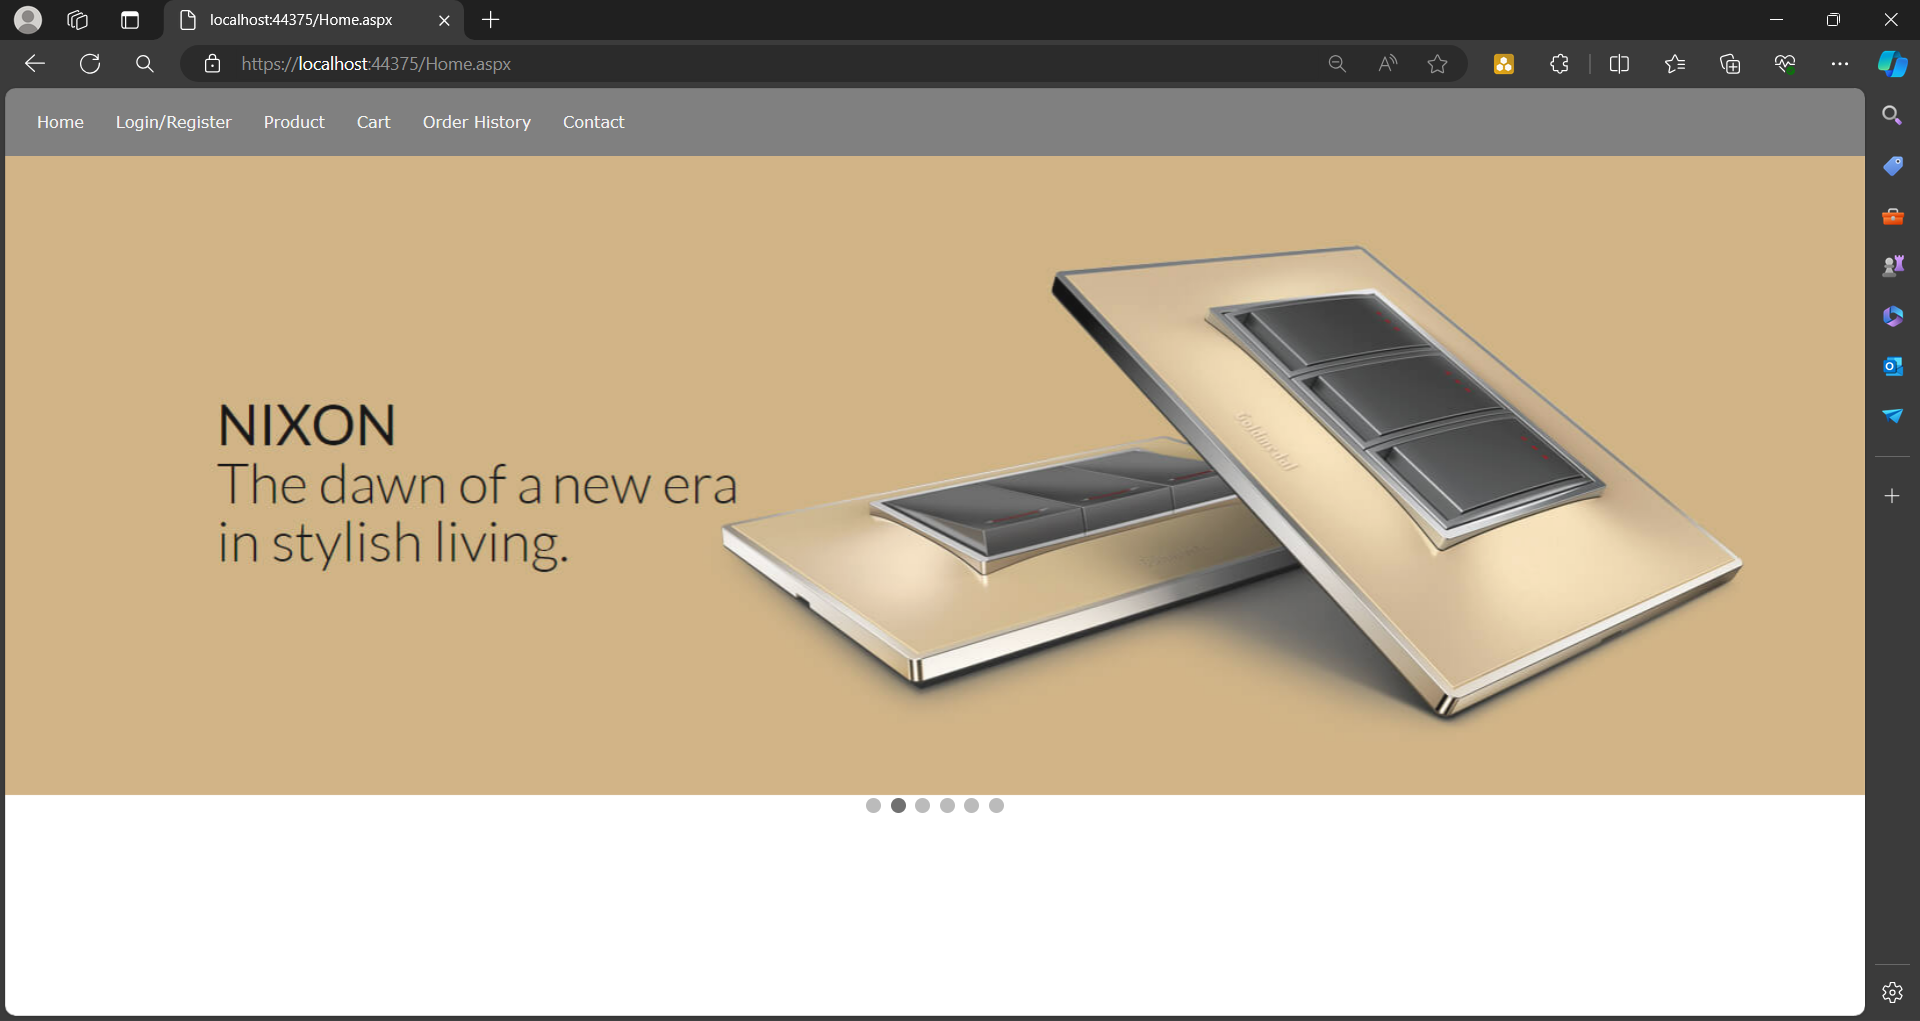 localhost:44375/Home.aspx
https://localhost:44375/Home.aspx
Home Login/Register Product Cart Order History Contact
NIXON
The dawn of a new era
in stylish living.
Goldmedal